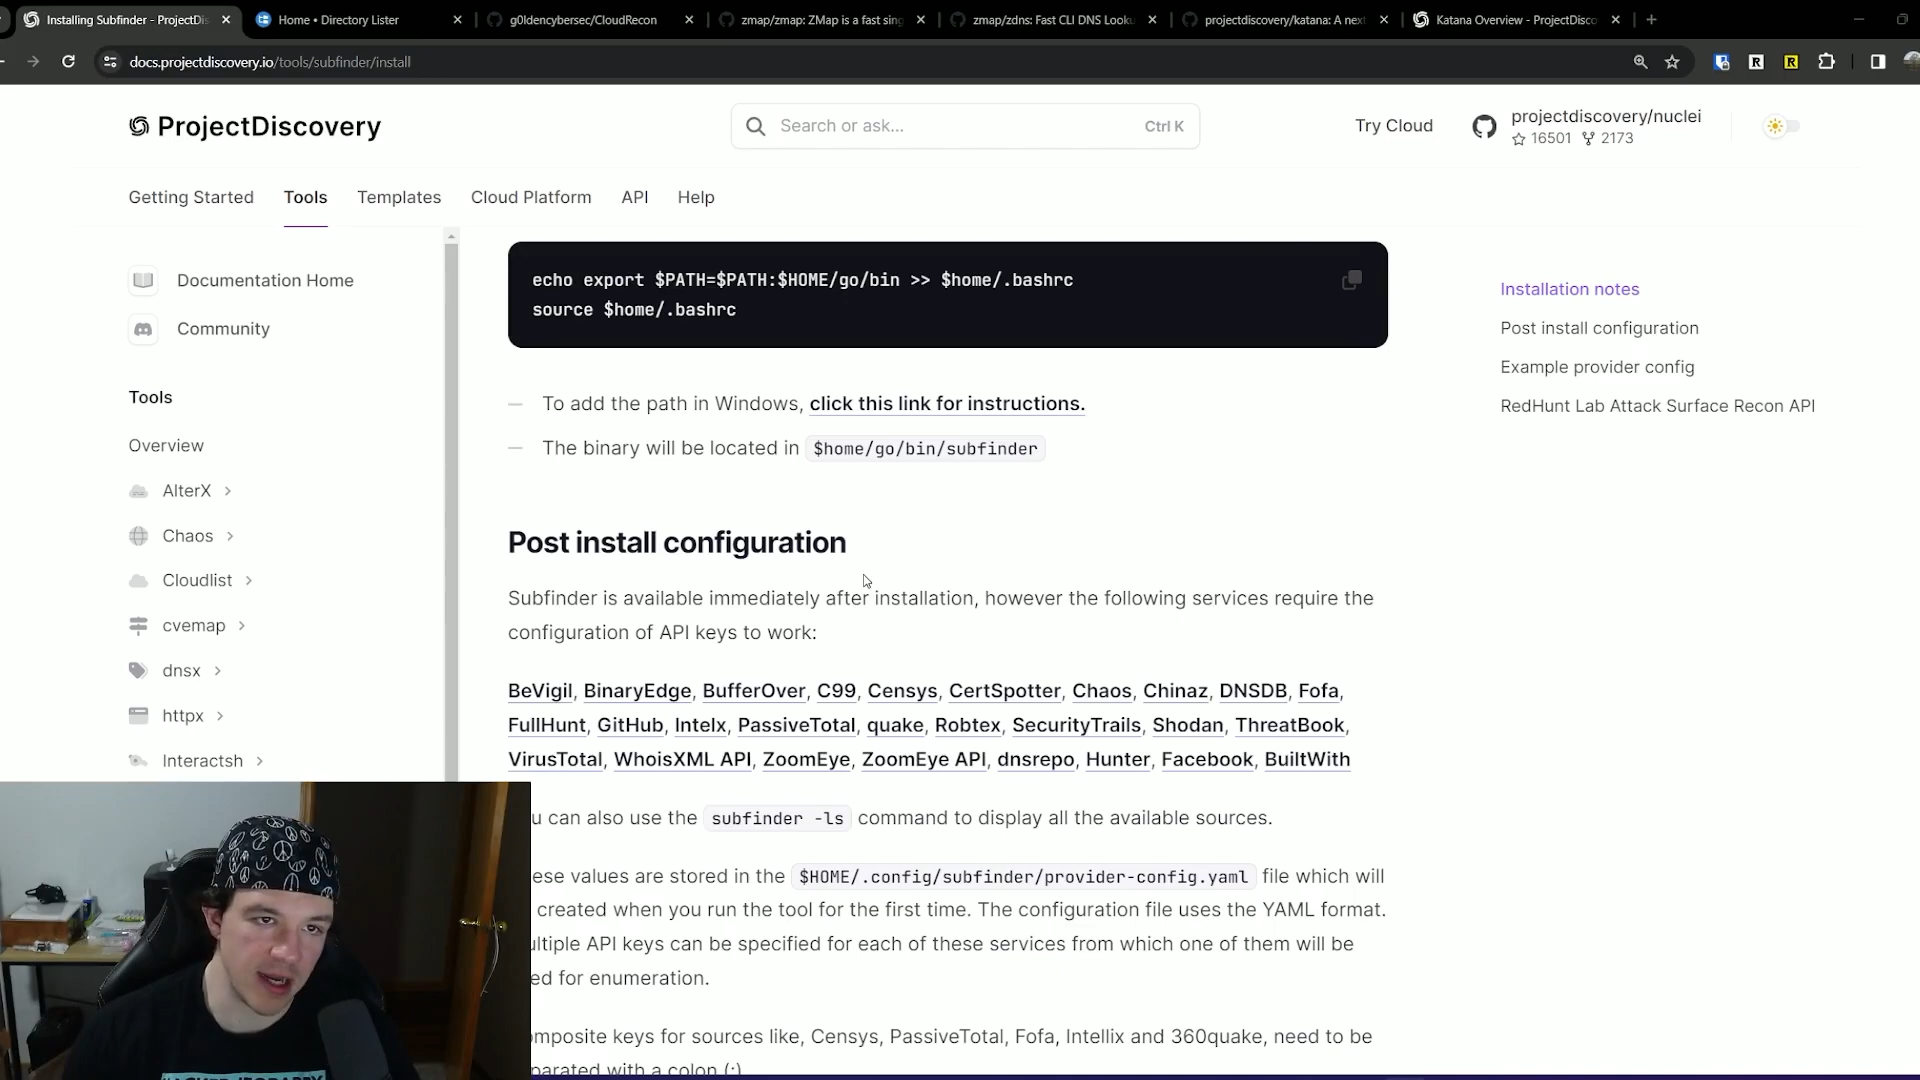 Installing Subfinder - ProjectDis
Home • Directory Lister
g0ldencybersec/CloudRecon
zmap/zmap: ZMap is a fast sing
zmap/zdns: Fast CLI DNS Looku
projectdiscovery/katana: A next
Katana Overview - ProjectDisco
docs.projectdiscovery.io/tools/subfinder/install
ProjectDiscovery
Search or ask...
Ctrl K
Try Cloud
projectdiscovery/nuclei
16501 2173
Getting Started
Tools
Templates
Cloud Platform
API
Help
Documentation Home
Community
Tools
Overview
AlterX
Chaos
Cloudlist
cvemap
dnsx
httpx
Interactsh
echo export $PATH=$PATH:$HOME/go/bin >> $home/.bashrc
source $home/.bashrc
To add the path in Windows, click this link for instructions.
The binary will be located in $home/go/bin/subfinder
Post install configuration
Subfinder is available immediately after installation, however the following services require the
configuration of API keys to work:
BeVigil, BinaryEdge, BufferOver, C99, Censys, CertSpotter, Chaos, Chinaz, DNSDB, Fofa,
FullHunt, GitHub, Intelx, PassiveTotal, quake, Robtex, SecurityTrails, Shodan, ThreatBook,
VirusTotal, WhoisXML API, ZoomEye, ZoomEye API, dnsrepo, Hunter, Facebook, BuiltWith
u can also use the subfinder -ls command to display all the available sources.
ese values are stored in the $HOME/.config/subfinder/provider-config.yaml file which will
created when you run the tool for the first time. The configuration file uses the YAML format.
ultiple API keys can be specified for each of these services from which one of them will be
ed for enumeration.
omposite keys for sources like, Censys, PassiveTotal, Fofa, Intellix and 360quake, need to be
parated with a colon (:)
Installation notes
Post install configuration
Example provider config
RedHunt Lab Attack Surface Recon API